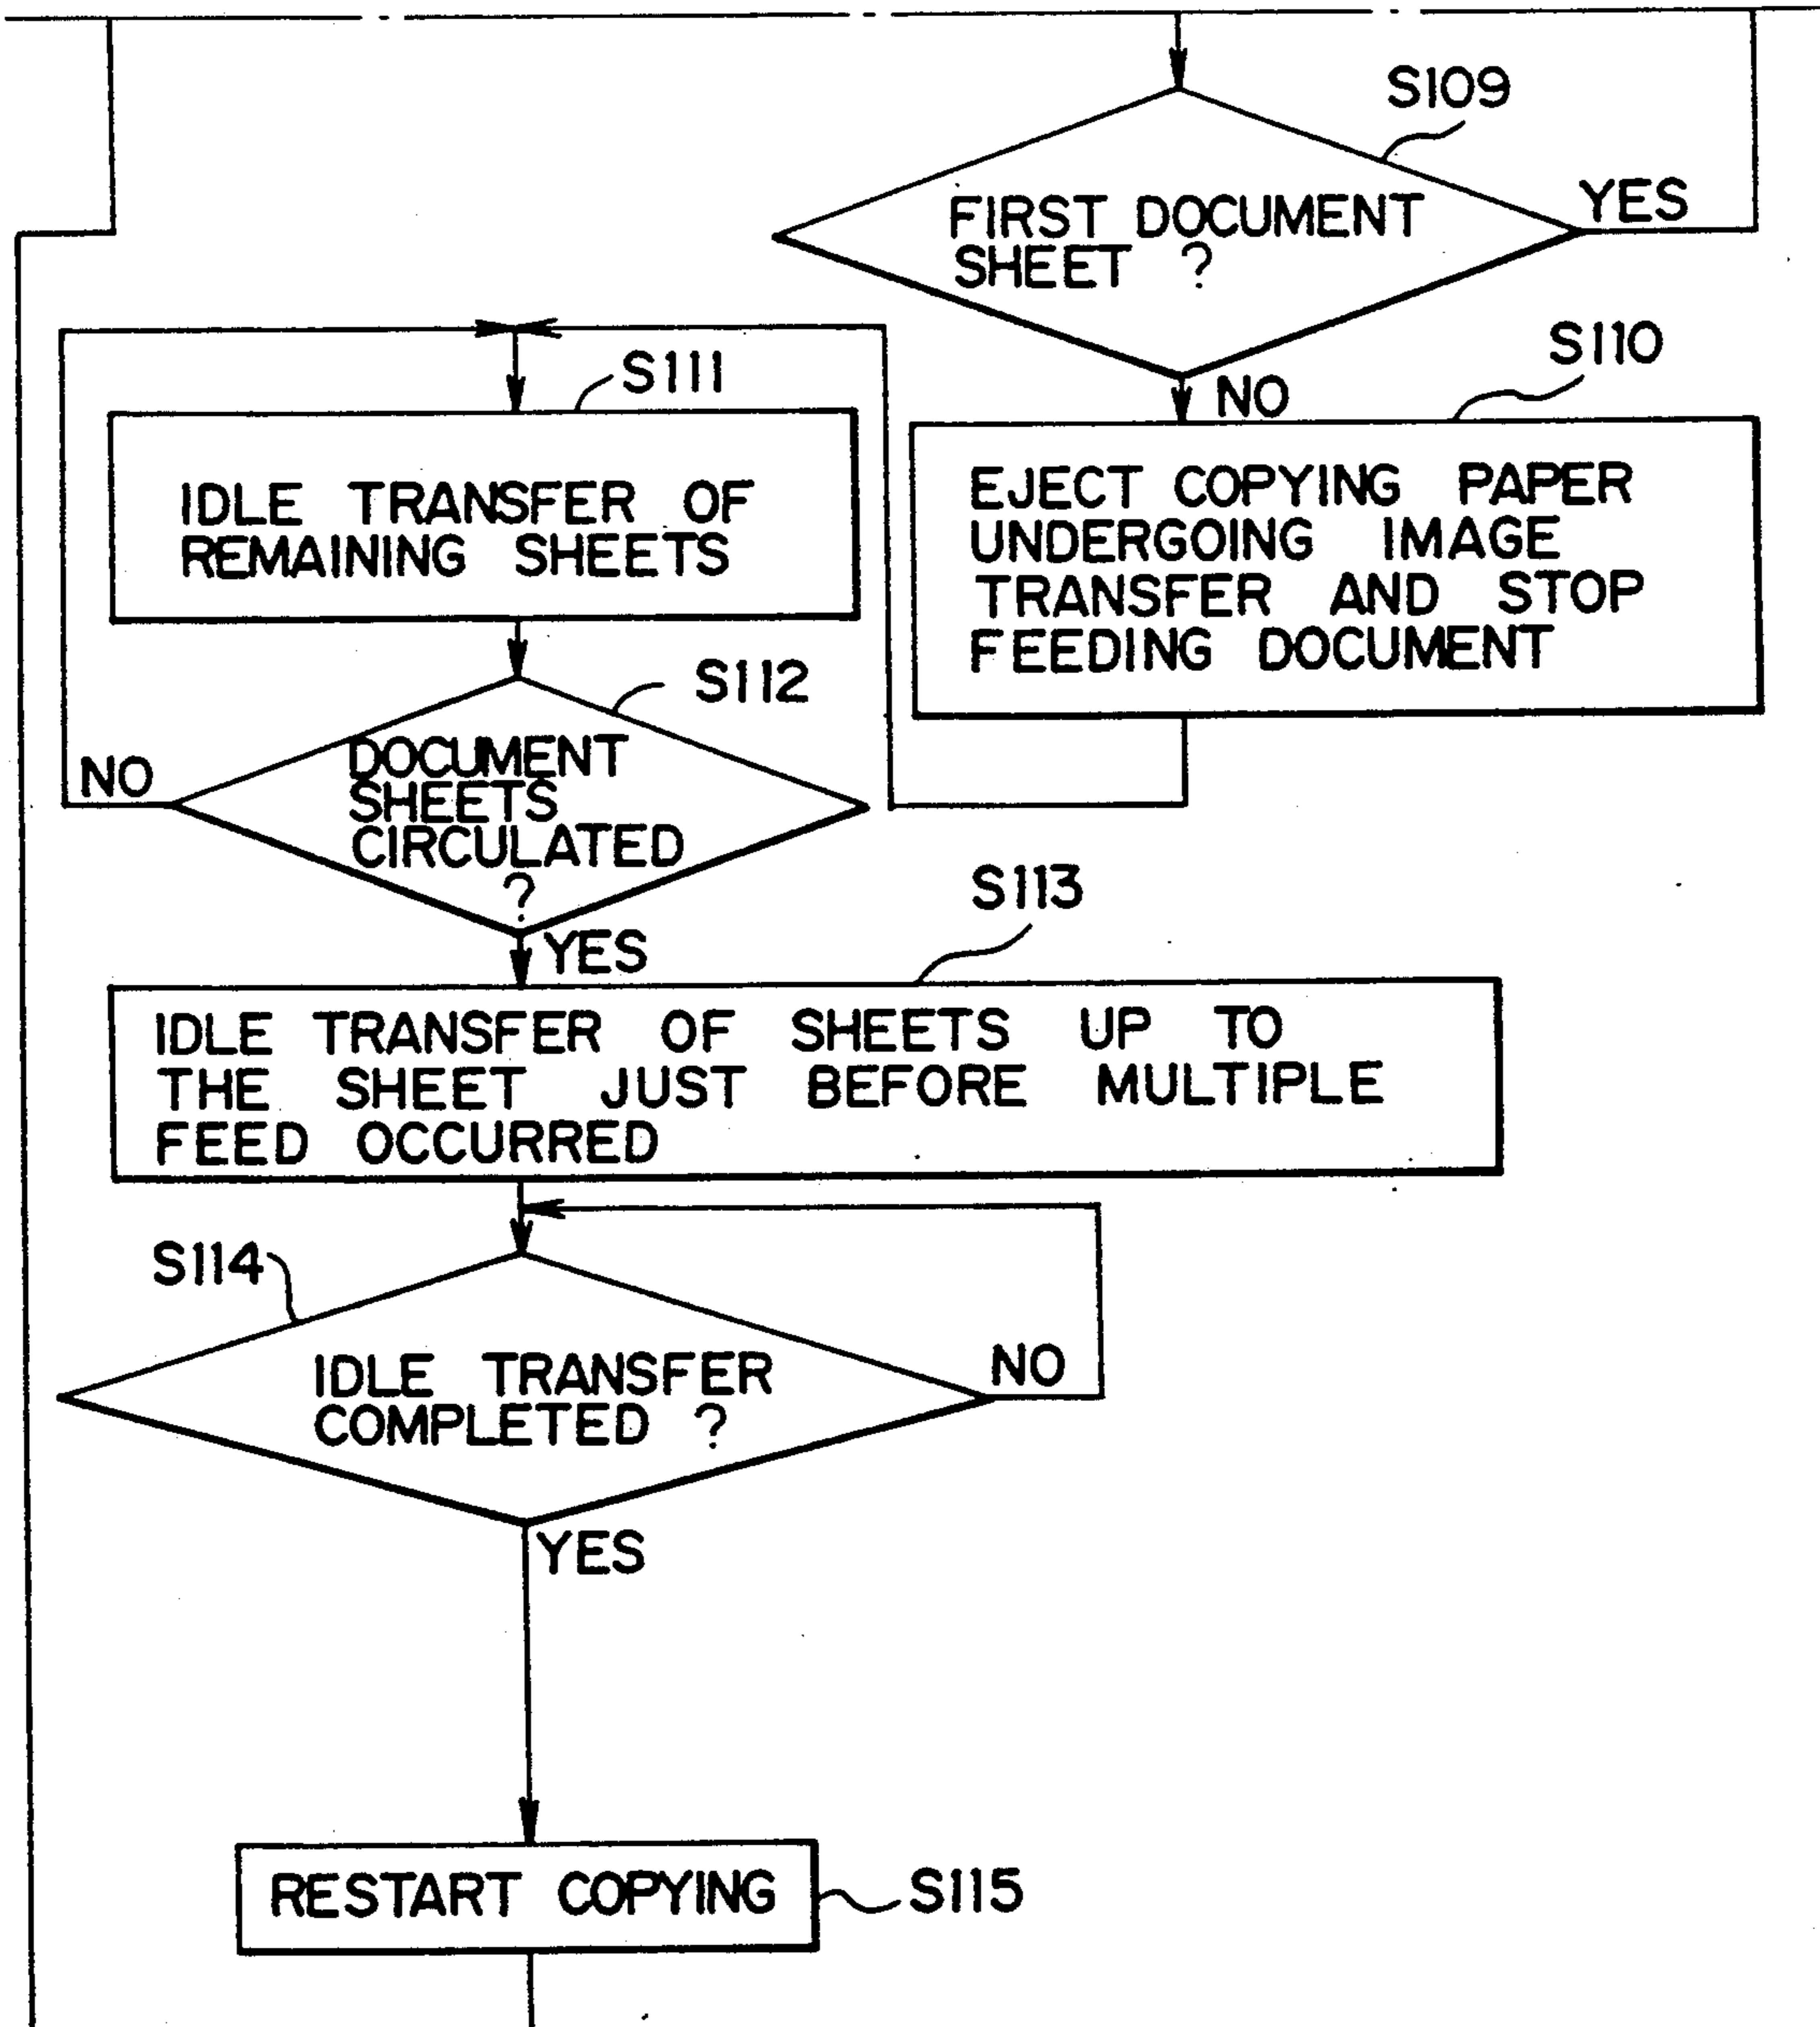 S109
FIRST DOCUMENT
SHEET ?
YES
NO
S110
EJECT COPYING PAPER
UNDERGOING IMAGE
TRANSFER AND STOP
FEEDING DOCUMENT
S111
IDLE TRANSFER OF
REMAINING SHEETS
S112
DOCUMENT
SHEETS
CIRCULATED
?
NO
YES
S113
IDLE TRANSFER OF SHEETS UP TO
THE SHEET JUST BEFORE MULTIPLE
FEED OCCURRED
S114
IDLE TRANSFER
COMPLETED ?
NO
YES
RESTART COPYING
S115